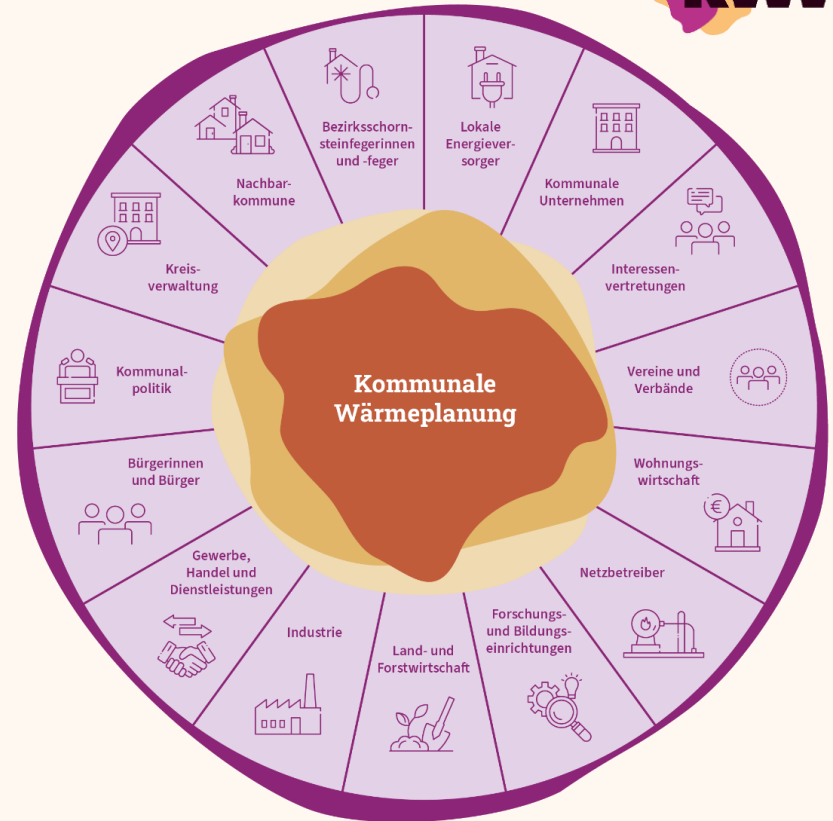 Kommunale
Wärmeplanung
Bezirksschorn-
steinfegerinnen
und -feger
Lokale
Energiever-
sorger
Kommunale
Unternehmen
Interessen-
vertretungen
Vereine und
Verbände
Wohnungs-
wirtschaft
Netzbetreiber
Forschungs-
und Bildungs-
einrichtungen
Land- und
Forstwirtschaft
Industrie
Gewerbe,
Handel und
Dienstleistungen
Bürgerinnen
und Bürger
Kommunal-
politik
Kreis-
verwaltung
Nachbar-
kommune
€